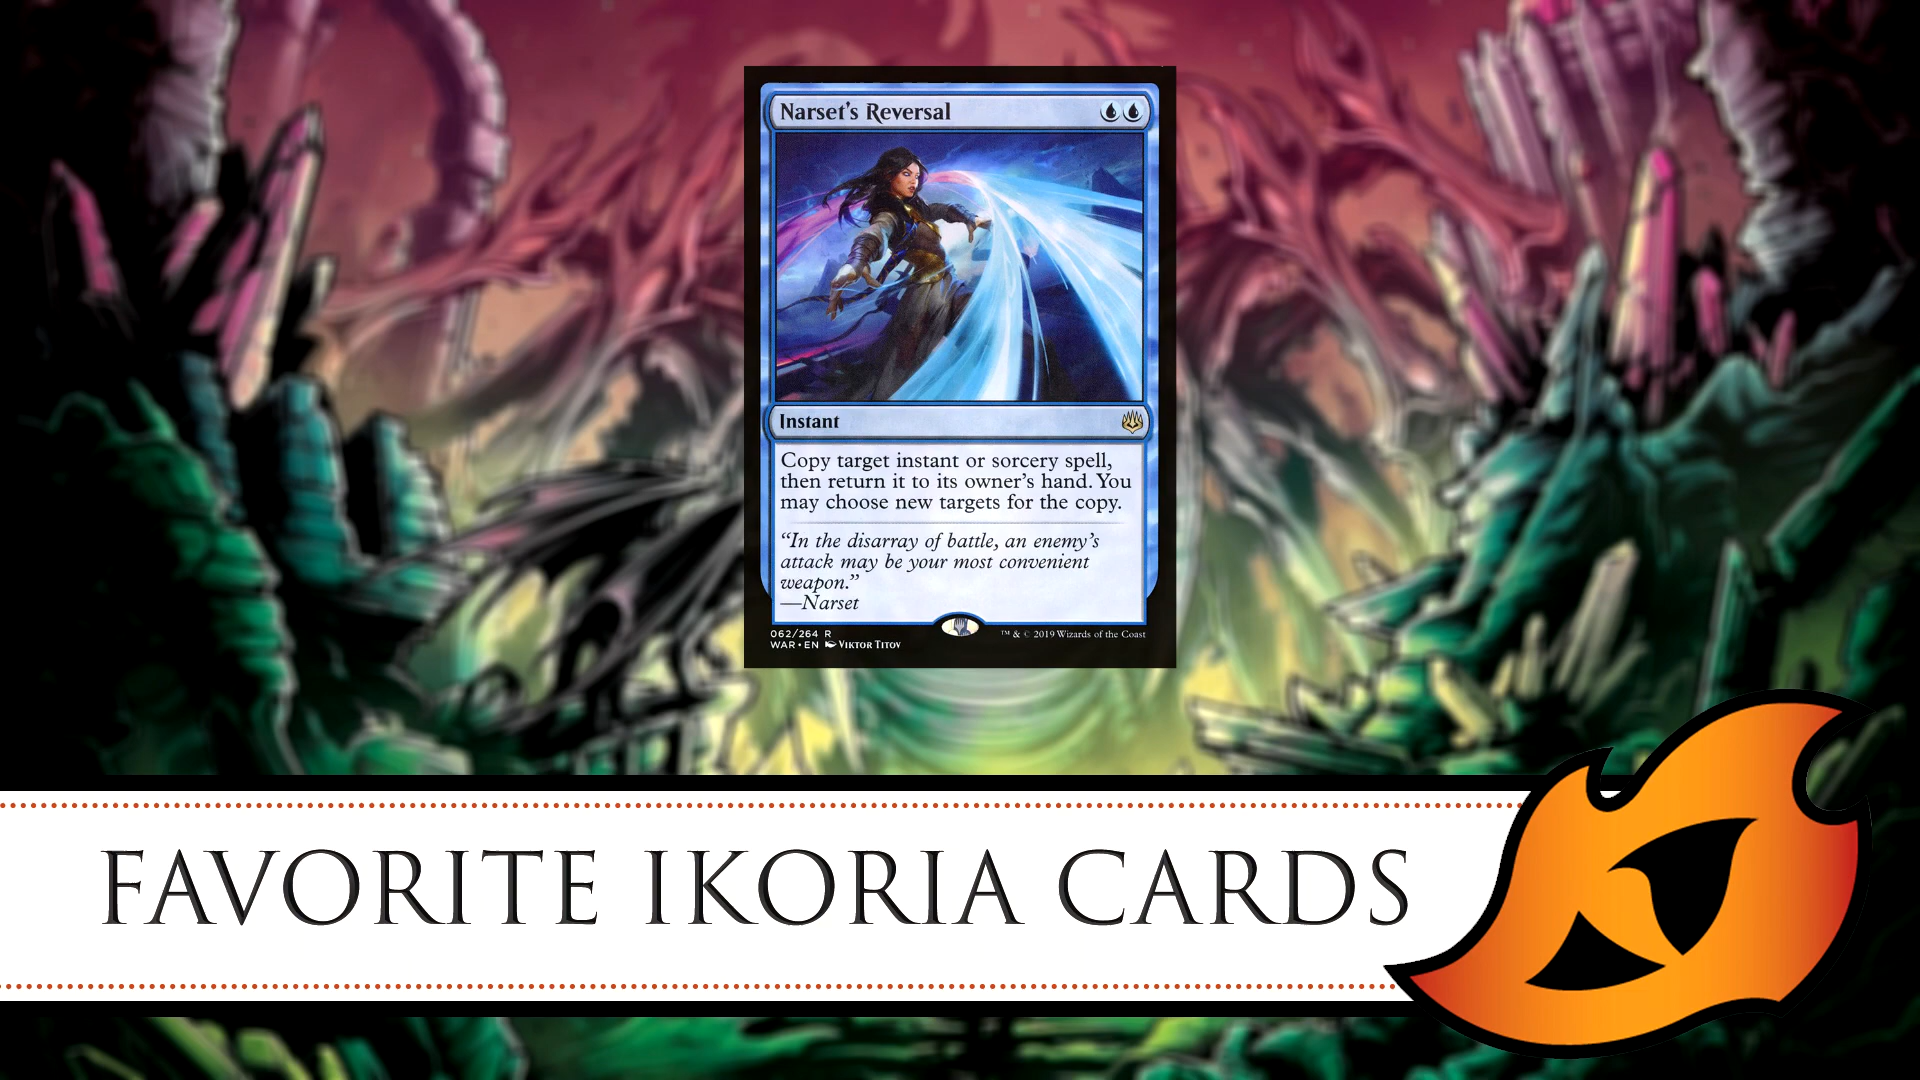 Narset's Reversal
Instant
Copy target instant or sorcery spell,
then return it to its owner's hand. You
may choose new targets for the copy.
“In the disarray of battle, an enemy's
attack may be your most convenient
weapon.”
—Narset
062/264 R
WAR • EN Viktor Titov
™ & © 2019 Wizards of the Coast
FAVORITE IKORIA CARDS